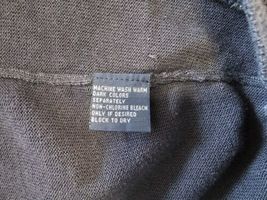 MACHINE WASH WARM
DARK COLORS
SEPARATELY
NON-CHLORINE BLEACH
ONLY IF DESIRED
BLOCK TO DRY